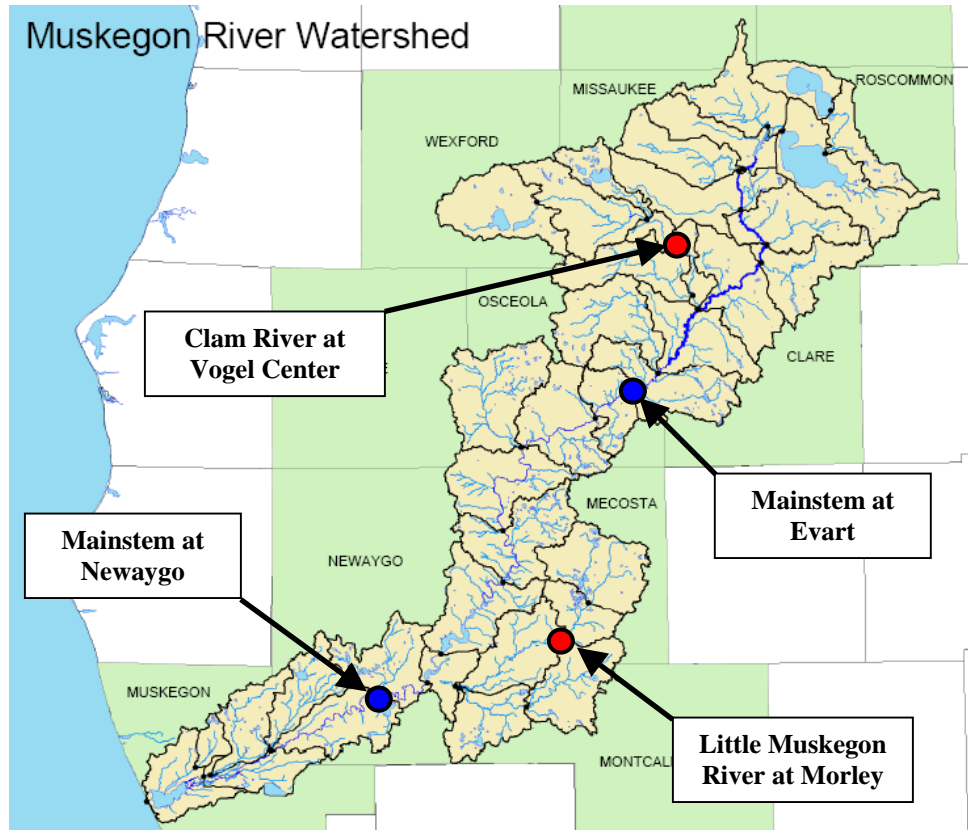 Muskegon River Watershed
MISSAUKEE
ROSCOMMON
WEXFORD
OSCEOLA
Clam River at
Vogel Center
E
CLARE
MECOSTA
Mainstem at
Evart
Mainstem at
Newaygo
NEWAYGO
MUSKEGON
MONTCAL
Little Muskegon
River at Morley